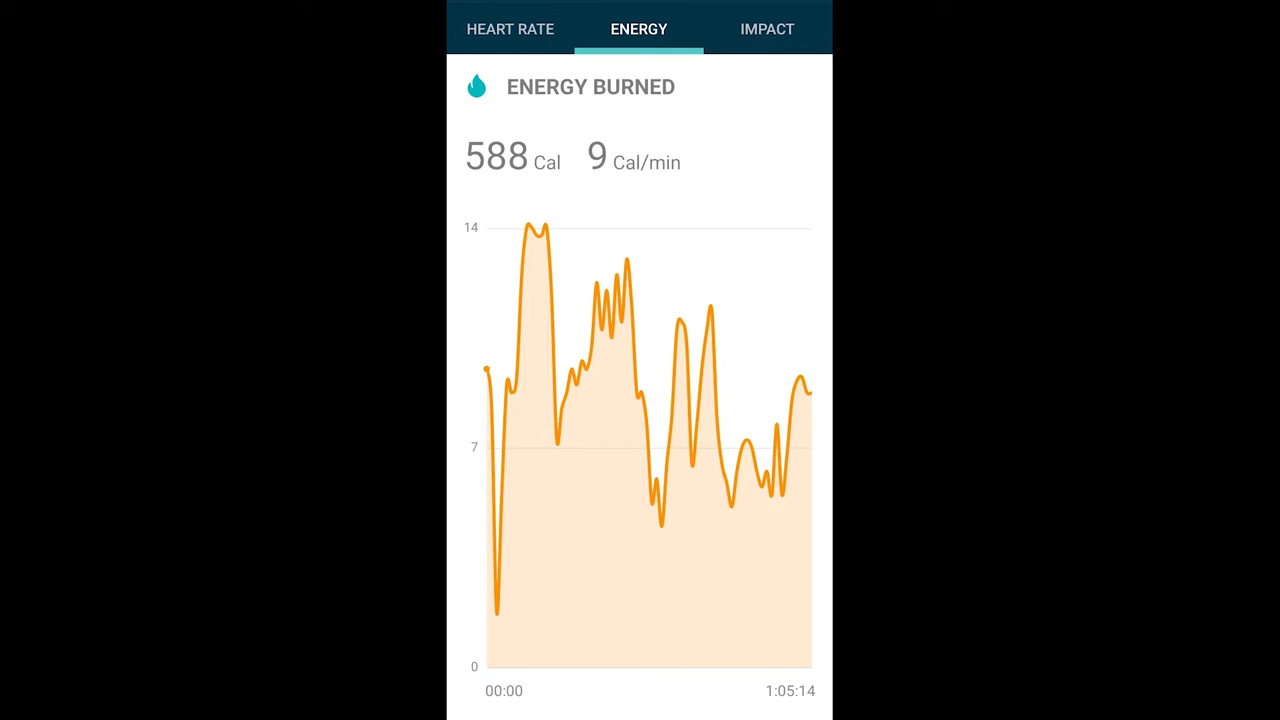 HEART RATE ENERGY IMPACT
ENERGY BURNED
588 Cal 9 Cal/min
14
7
0
00:00 1:05:14